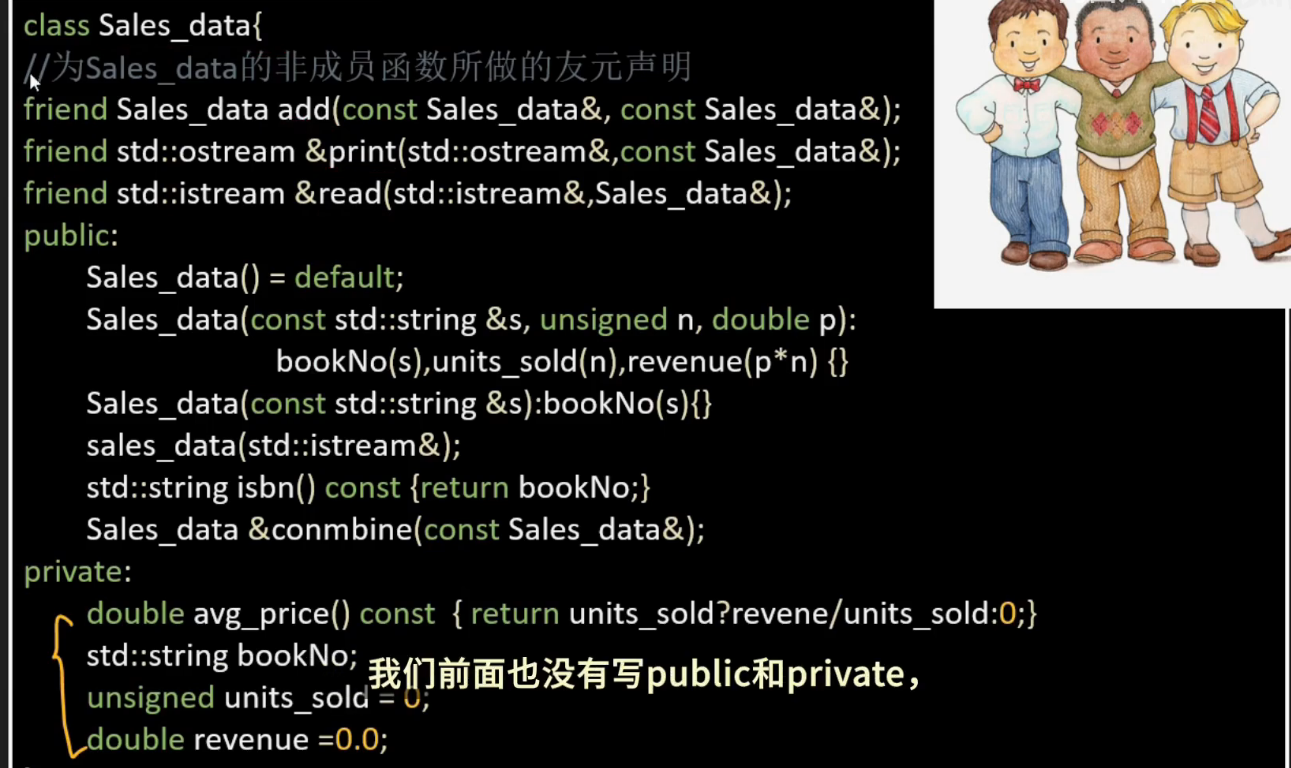 class Sales_data{
//为Sales_data的非成员函数所做的友元声明
friend Sales_data add(const Sales_data&, const Sales_data&);
friend std::ostream &print(std::ostream&,const Sales_data&);
friend std::istream &read(std::istream&,Sales_data&);
public:
Sales_data() = default;
Sales_data(const std::string &s, unsigned n, double p):
bookNo(s),units_sold(n),revenue(p*n) {}
Sales_data(const std::string &s):bookNo(s){}
sales_data(std::istream&);
std::string isbn() const {return bookNo;}
Sales_data &conmbine(const Sales_data&);
private:
double avg_price() const { return units_sold?revene/units_sold:0;}
std::string bookNo;
我们前面也没有写public和private，
unsigned units_sold = 0;
double revenue =0.0;